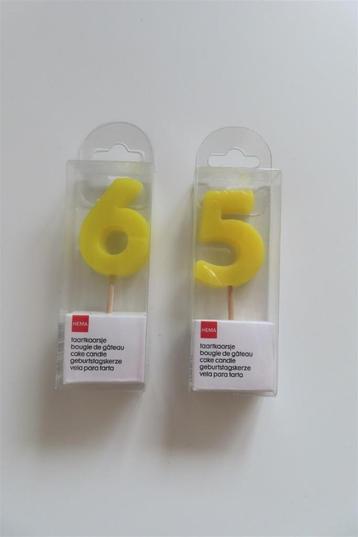 6
HEMA
taartkaarsje
bougie de gâteau
cake candle
geburtstagskerze
vela para tarta
5
HEMA
taartkaarsje
bougie de gâteau
cake candle
geburtstagskerze
vela para tarta